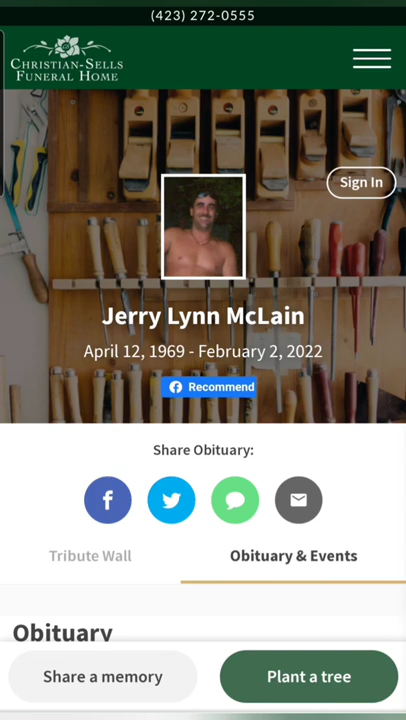 (423) 272-0555
Christian-Sells
Funeral Home
Sign In
Jerry Lynn McLain
April 12, 1969 - February 2, 2022
Recommend
Share Obituary:
Tribute Wall
Obituary & Events
Obituary
Share a memory
Plant a tree